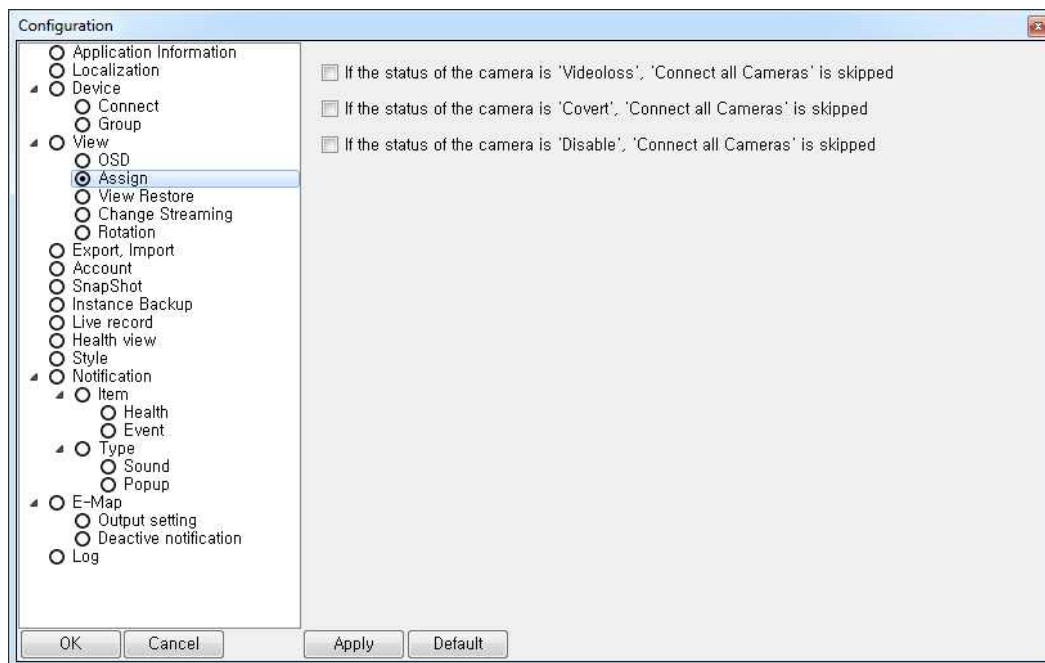 Configuration
Application Information
Localization
Device
Connect
Group
View
OSD
Assign
View Restore
Change Streaming
Rotation
Export, Import
Account
SnapShot
Instance Backup
Live record
Health view
Style
Notification
Item
Health
Event
Type
Sound
Popup
E-Map
Output setting
Deactive notification
Log
If the status of the camera is 'Videoloss', 'Connect all Cameras' is skipped
If the status of the camera is 'Covert', 'Connect all Cameras' is skipped
If the status of the camera is 'Disable', 'Connect all Cameras' is skipped
OK
Cancel
Apply
Default